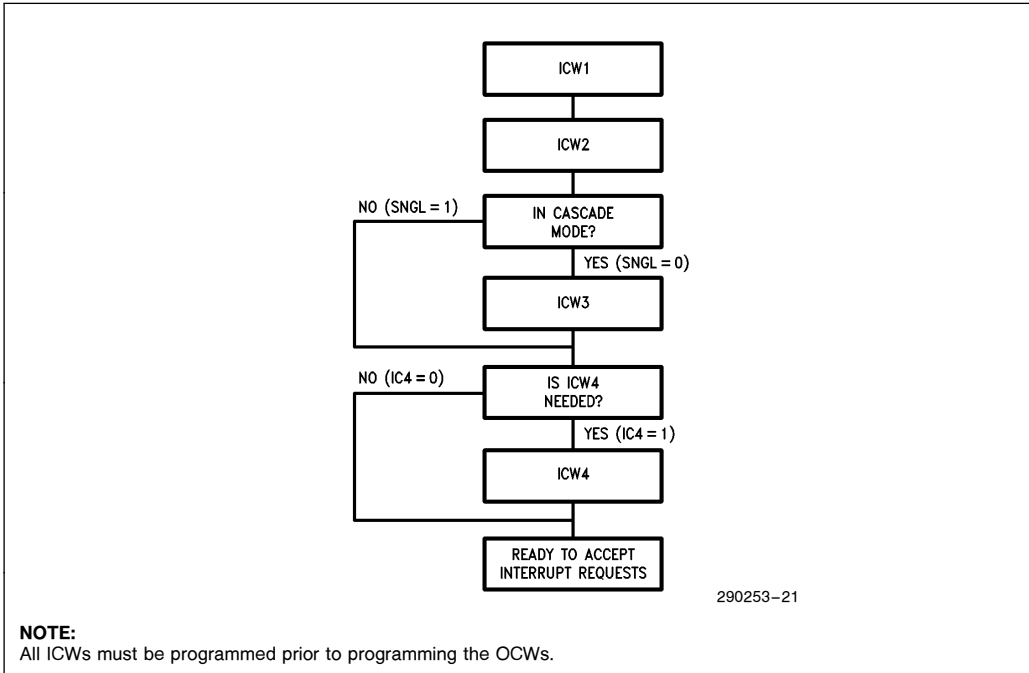 ICW1
ICW2
NO (SNGL = 1)
IN CASCADE
MODE?
YES (SNGL = 0)
ICW3
NO (IC4 = 0)
IS ICW4
NEEDED?
YES (IC4 = 1)
ICW4
READY TO ACCEPT
INTERRUPT REQUESTS
290253–21
NOTE:
All ICWs must be programmed prior to programming the OCWs.